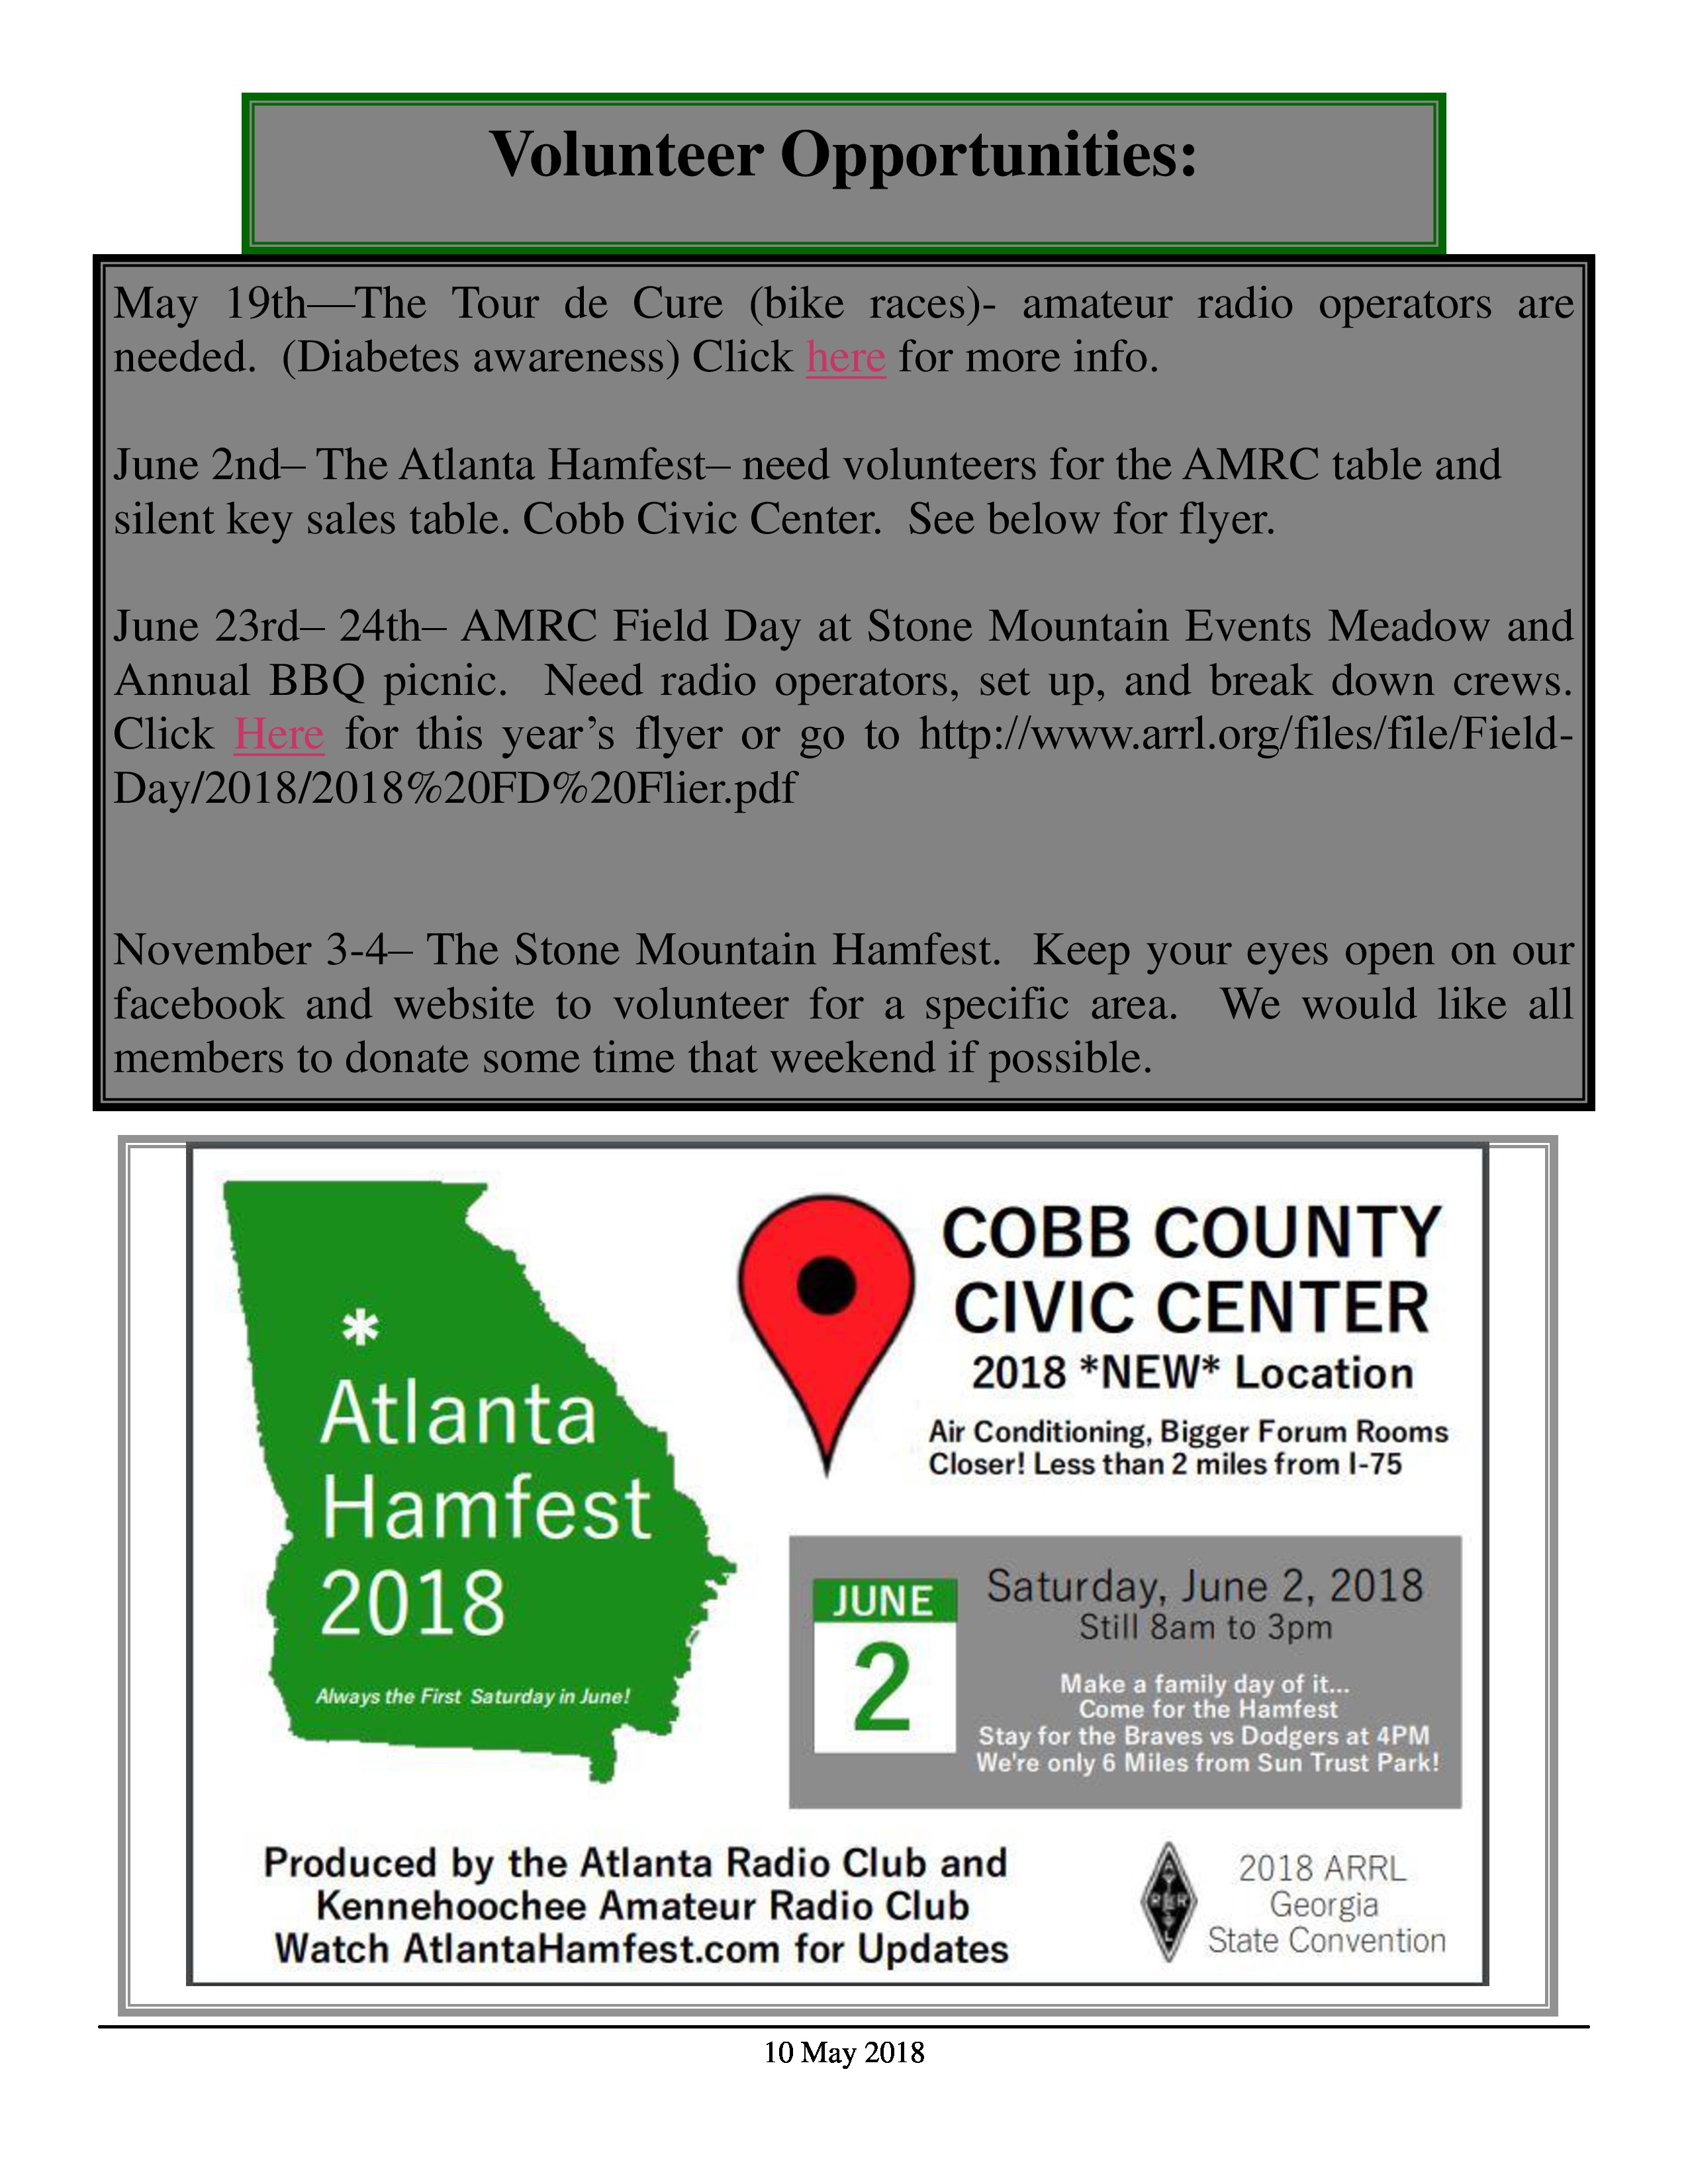 Volunteer Opportunities:
May 19th—The Tour de Cure (bike races)- amateur radio operators are
needed.  (Diabetes awareness) Click here for more info.
June 2nd– The Atlanta Hamfest– need volunteers for the AMRC table and
silent key sales table. Cobb Civic Center.  See below for flyer.
June 23rd– 24th– AMRC Field Day at Stone Mountain Events Meadow and
Annual BBQ picnic.  Need radio operators, set up, and break down crews.
Click Here for this year’s flyer or go to http://www.arrl.org/files/file/Field-
Day/2018/2018%20FD%20Flier.pdf
November 3-4– The Stone Mountain Hamfest.  Keep your eyes open on our
facebook and website to volunteer for a specific area.  We would like all
members to donate some time that weekend if possible.
*
Atlanta
Hamfest
2018
Always the First Saturday in June!
COBB COUNTY
CIVIC CENTER
2018 *NEW* Location
Air Conditioning, Bigger Forum Rooms
Closer! Less than 2 miles from I-75
JUNE
2
Saturday, June 2, 2018
Still 8am to 3pm
Make a family day of it...
Come for the Hamfest
Stay for the Braves vs Dodgers at 4PM
We're only 6 Miles from Sun Trust Park!
Produced by the Atlanta Radio Club and
Kennehoochee Amateur Radio Club
Watch AtlantaHamfest.com for Updates
A
RRL
L
2018 ARRL
Georgia
State Convention
10 May 2018